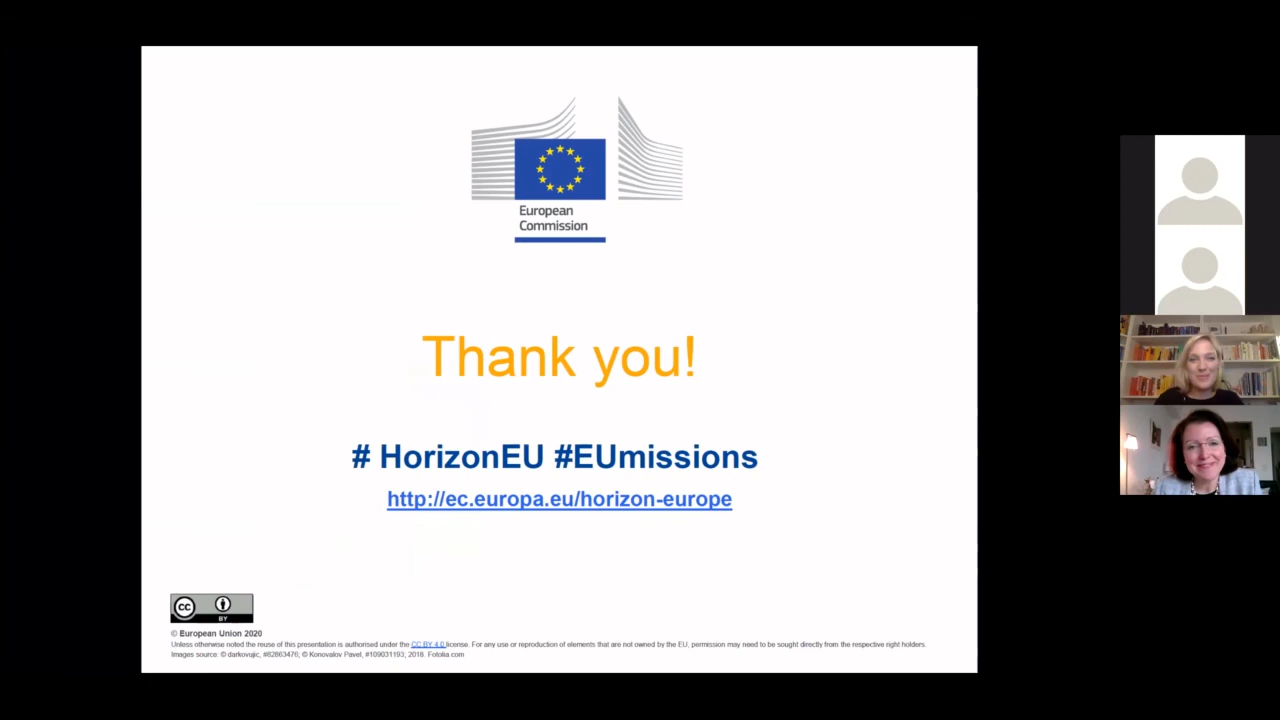 European
Commission
Thank you!
# HorizonEU #EUmissions
http://ec.europa.eu/horizon-europe
CC BY
© European Union 2020
Unless otherwise noted the reuse of this presentation is authorised under the CC BY 4.0 license. For any use or reproduction of elements that are not owned by the EU, permission may need to be sought directly from the respective right holders.
Images source: © darkovujic, #82863476; © Konovalov Pavel, #109031193, 2018. Fotolia.com